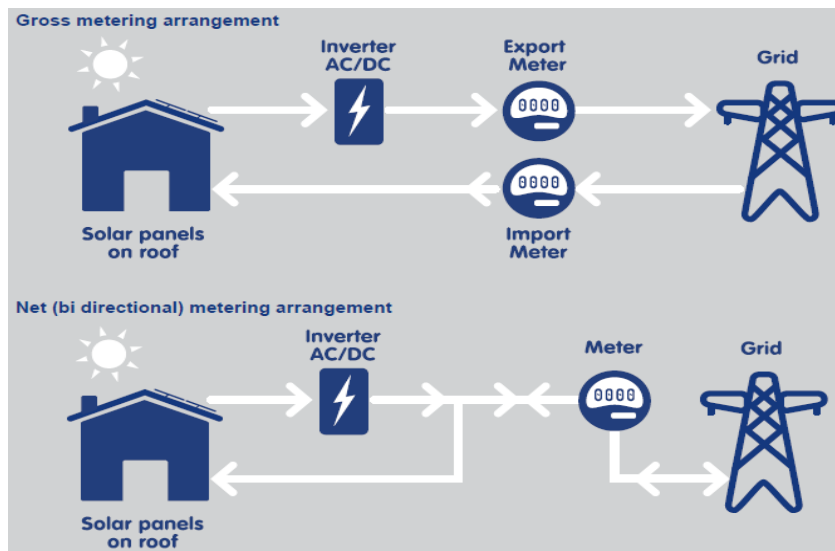 Gross metering arrangement
Inverter
AC/DC
Export
Meter
Grid
0000
0000
Solar panels
on roof
Import
Meter
Net (bi directional) metering arrangement
Inverter
AC/DC
Meter
Grid
0000
Solar panels
on roof